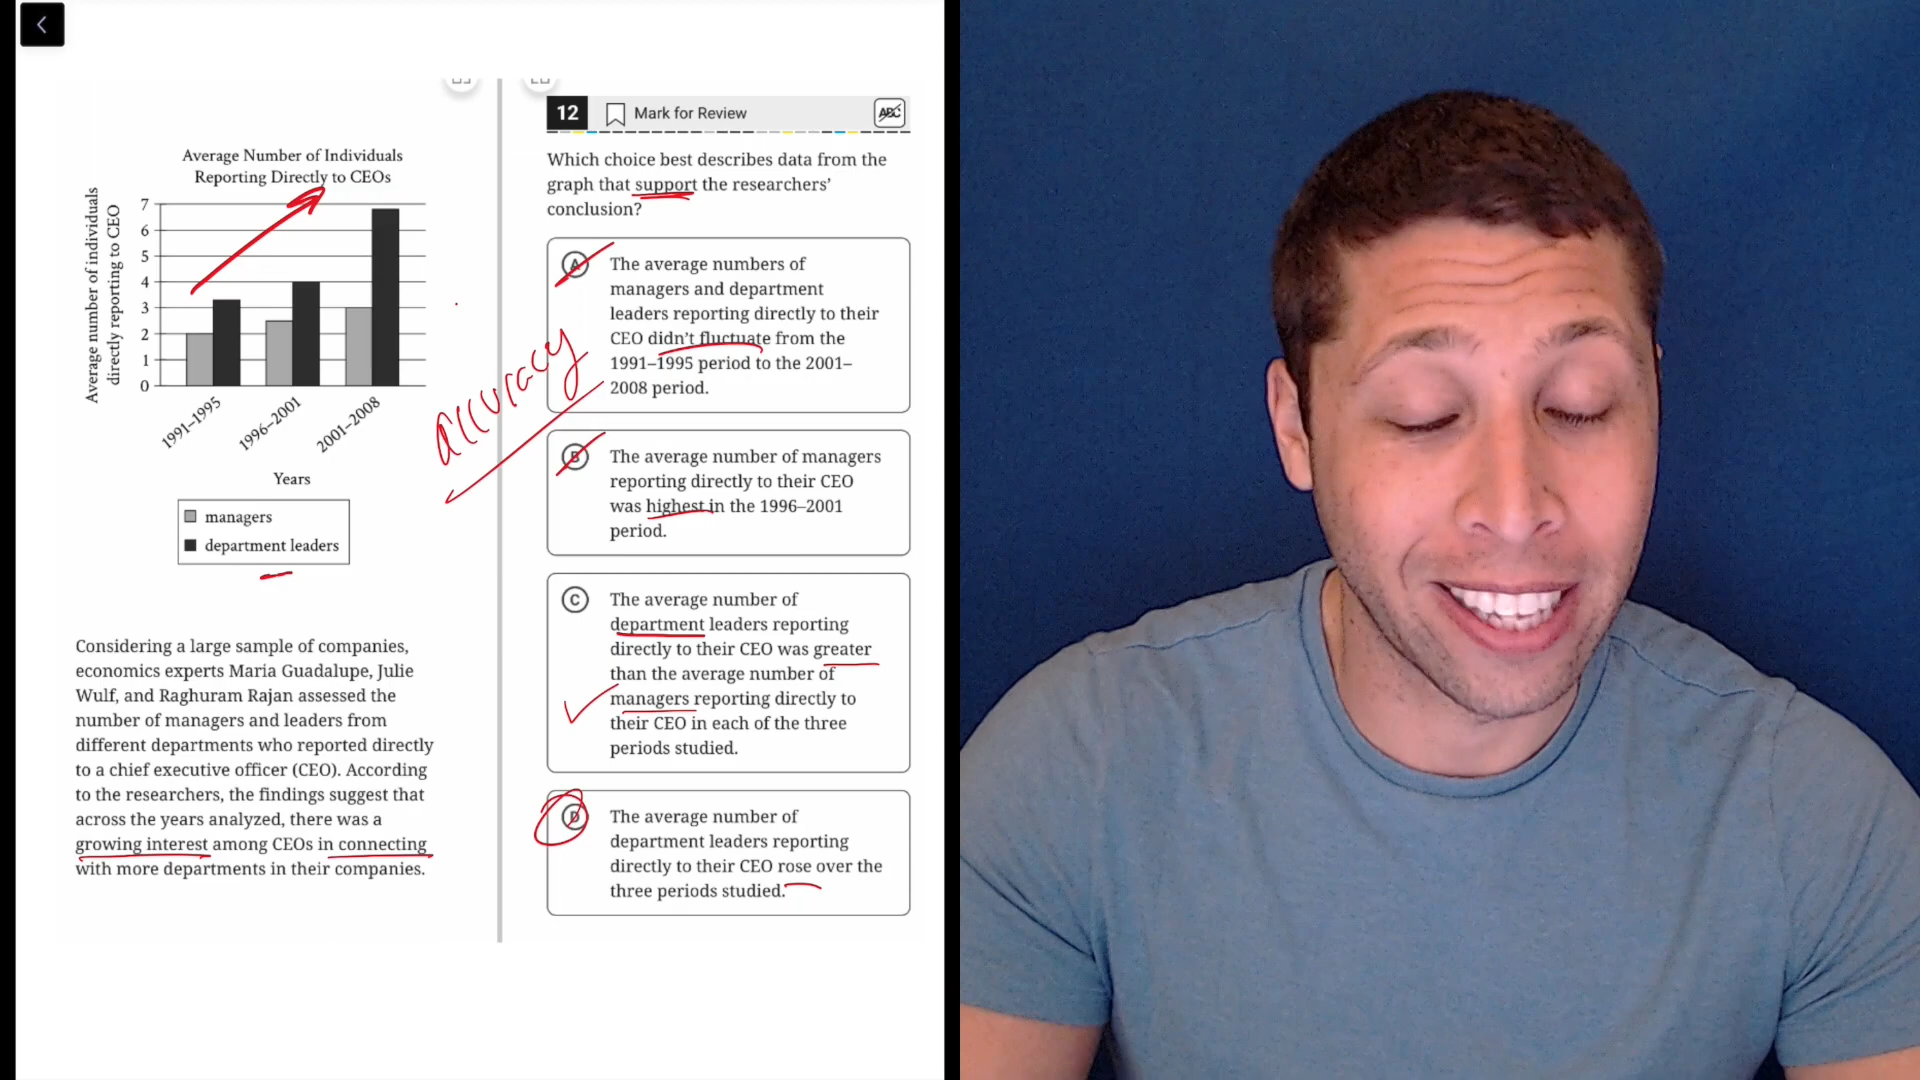 Average Number of Individuals
Reporting Directly to CEOs
Average number of individuals
directly reporting to CEO
7
6
5
4
3
2
1
0
1991–1995
1996–2001
2001–2008
Years
managers
department leaders
Considering a large sample of companies,
economics experts Maria Guadalupe, Julie
Wulf, and Raghuram Rajan assessed the
number of managers and leaders from
different departments who reported directly
to a chief executive officer (CEO). According
to the researchers, the findings suggest that
across the years analyzed, there was a
growing interest among CEOs in connecting
with more departments in their companies.
accuracy
12 Mark for Review ABC
Which choice best describes data from the
graph that support the researchers’
conclusion?
A The average numbers of
managers and department
leaders reporting directly to their
CEO didn’t fluctuate from the
1991–1995 period to the 2001–
2008 period.
B The average number of managers
reporting directly to their CEO
was highest in the 1996–2001
period.
C The average number of
department leaders reporting
directly to their CEO was greater
than the average number of
managers reporting directly to
their CEO in each of the three
periods studied.
D The average number of
department leaders reporting
directly to their CEO rose over the
three periods studied.